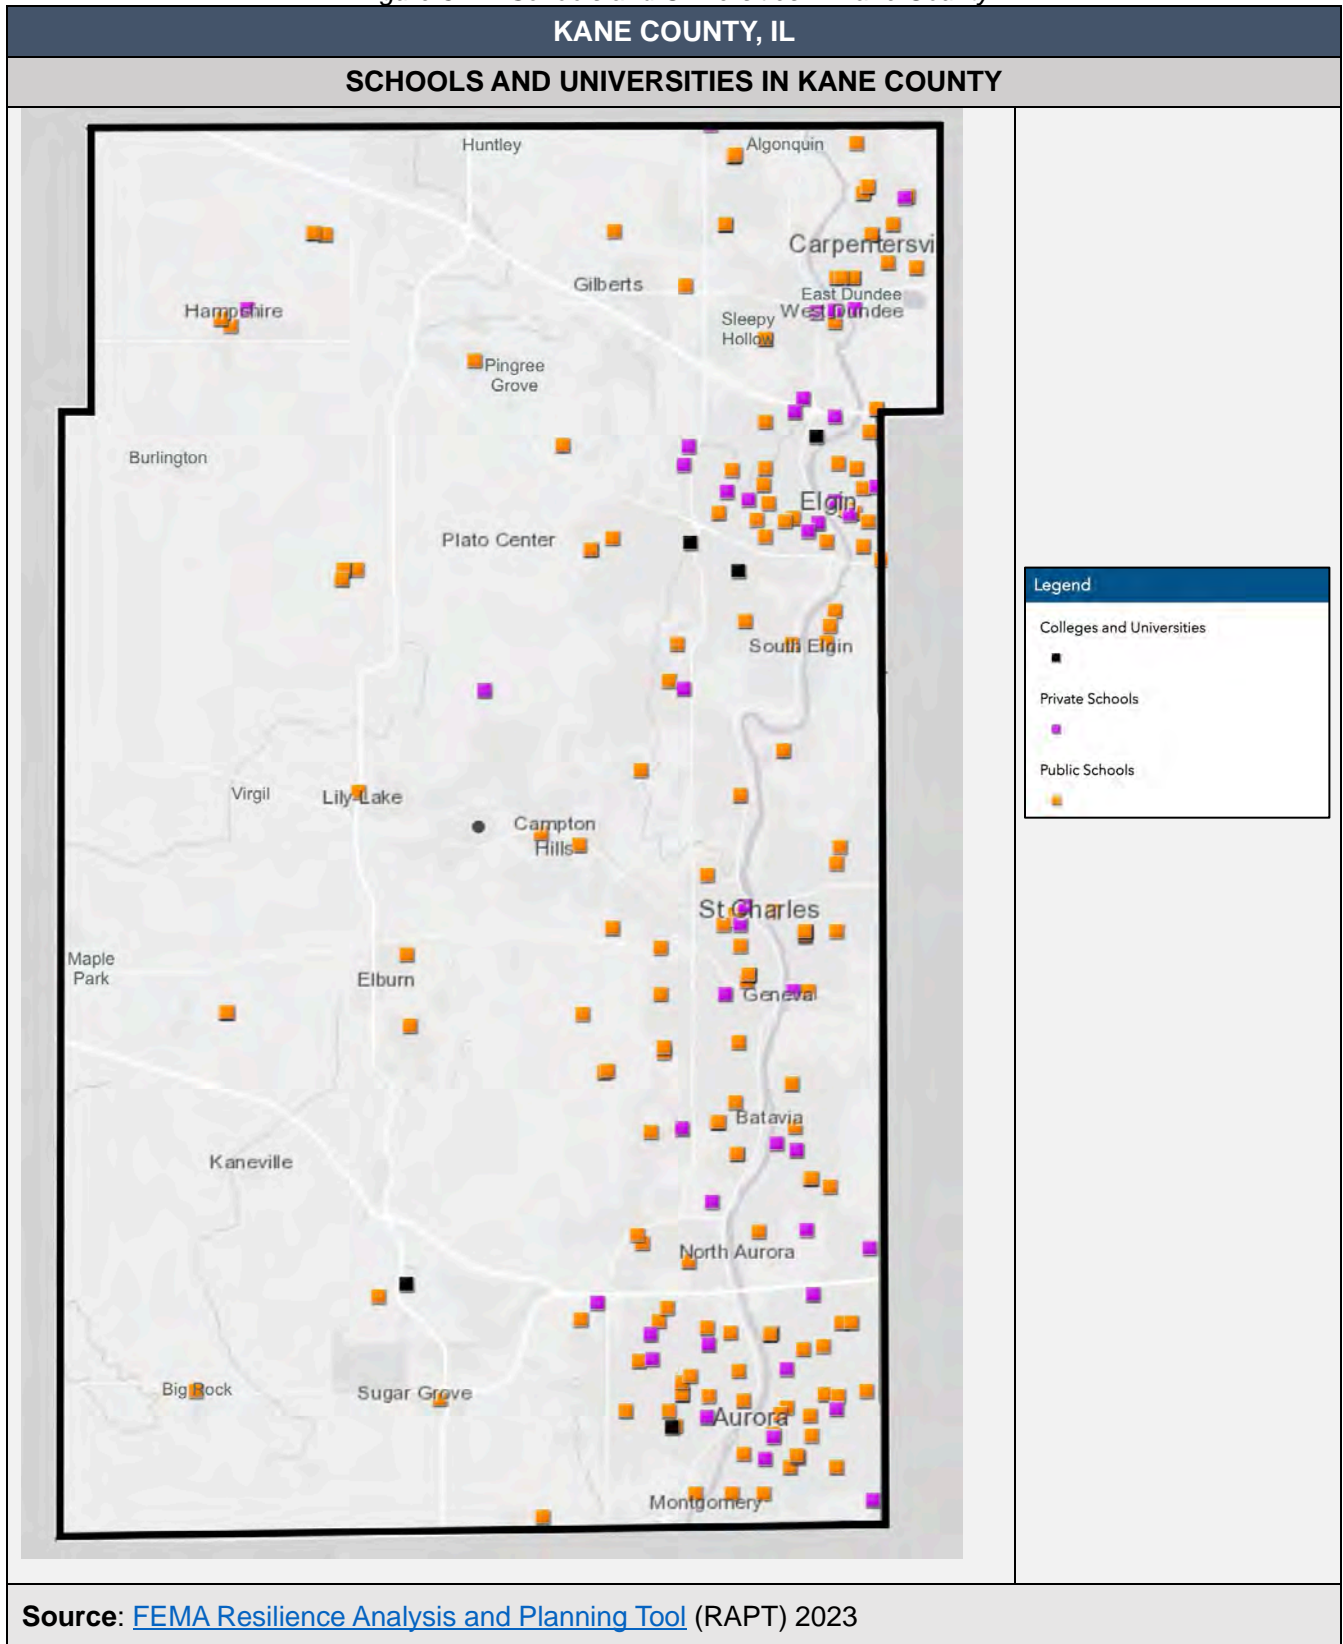 KANE COUNTY, IL
SCHOOLS AND UNIVERSITIES IN KANE COUNTY
Huntley
Algonquin
Carpentersvi
Gilberts
East Dundee
Hampshire
West Dundee
Sleepy
Hollow
Pingree
Grove
Burlington
Elgin
Plato Center
South Elgin
Virgil
Lily Lake
Campton
Hills
St Charles
Maple
Park
Elburn
Geneva
Batavia
Kaneville
North Aurora
Big Rock
Sugar Grove
Aurora
Montgomery
Legend
Colleges and Universities
Private Schools
Public Schools
Source: FEMA Resilience Analysis and Planning Tool (RAPT) 2023